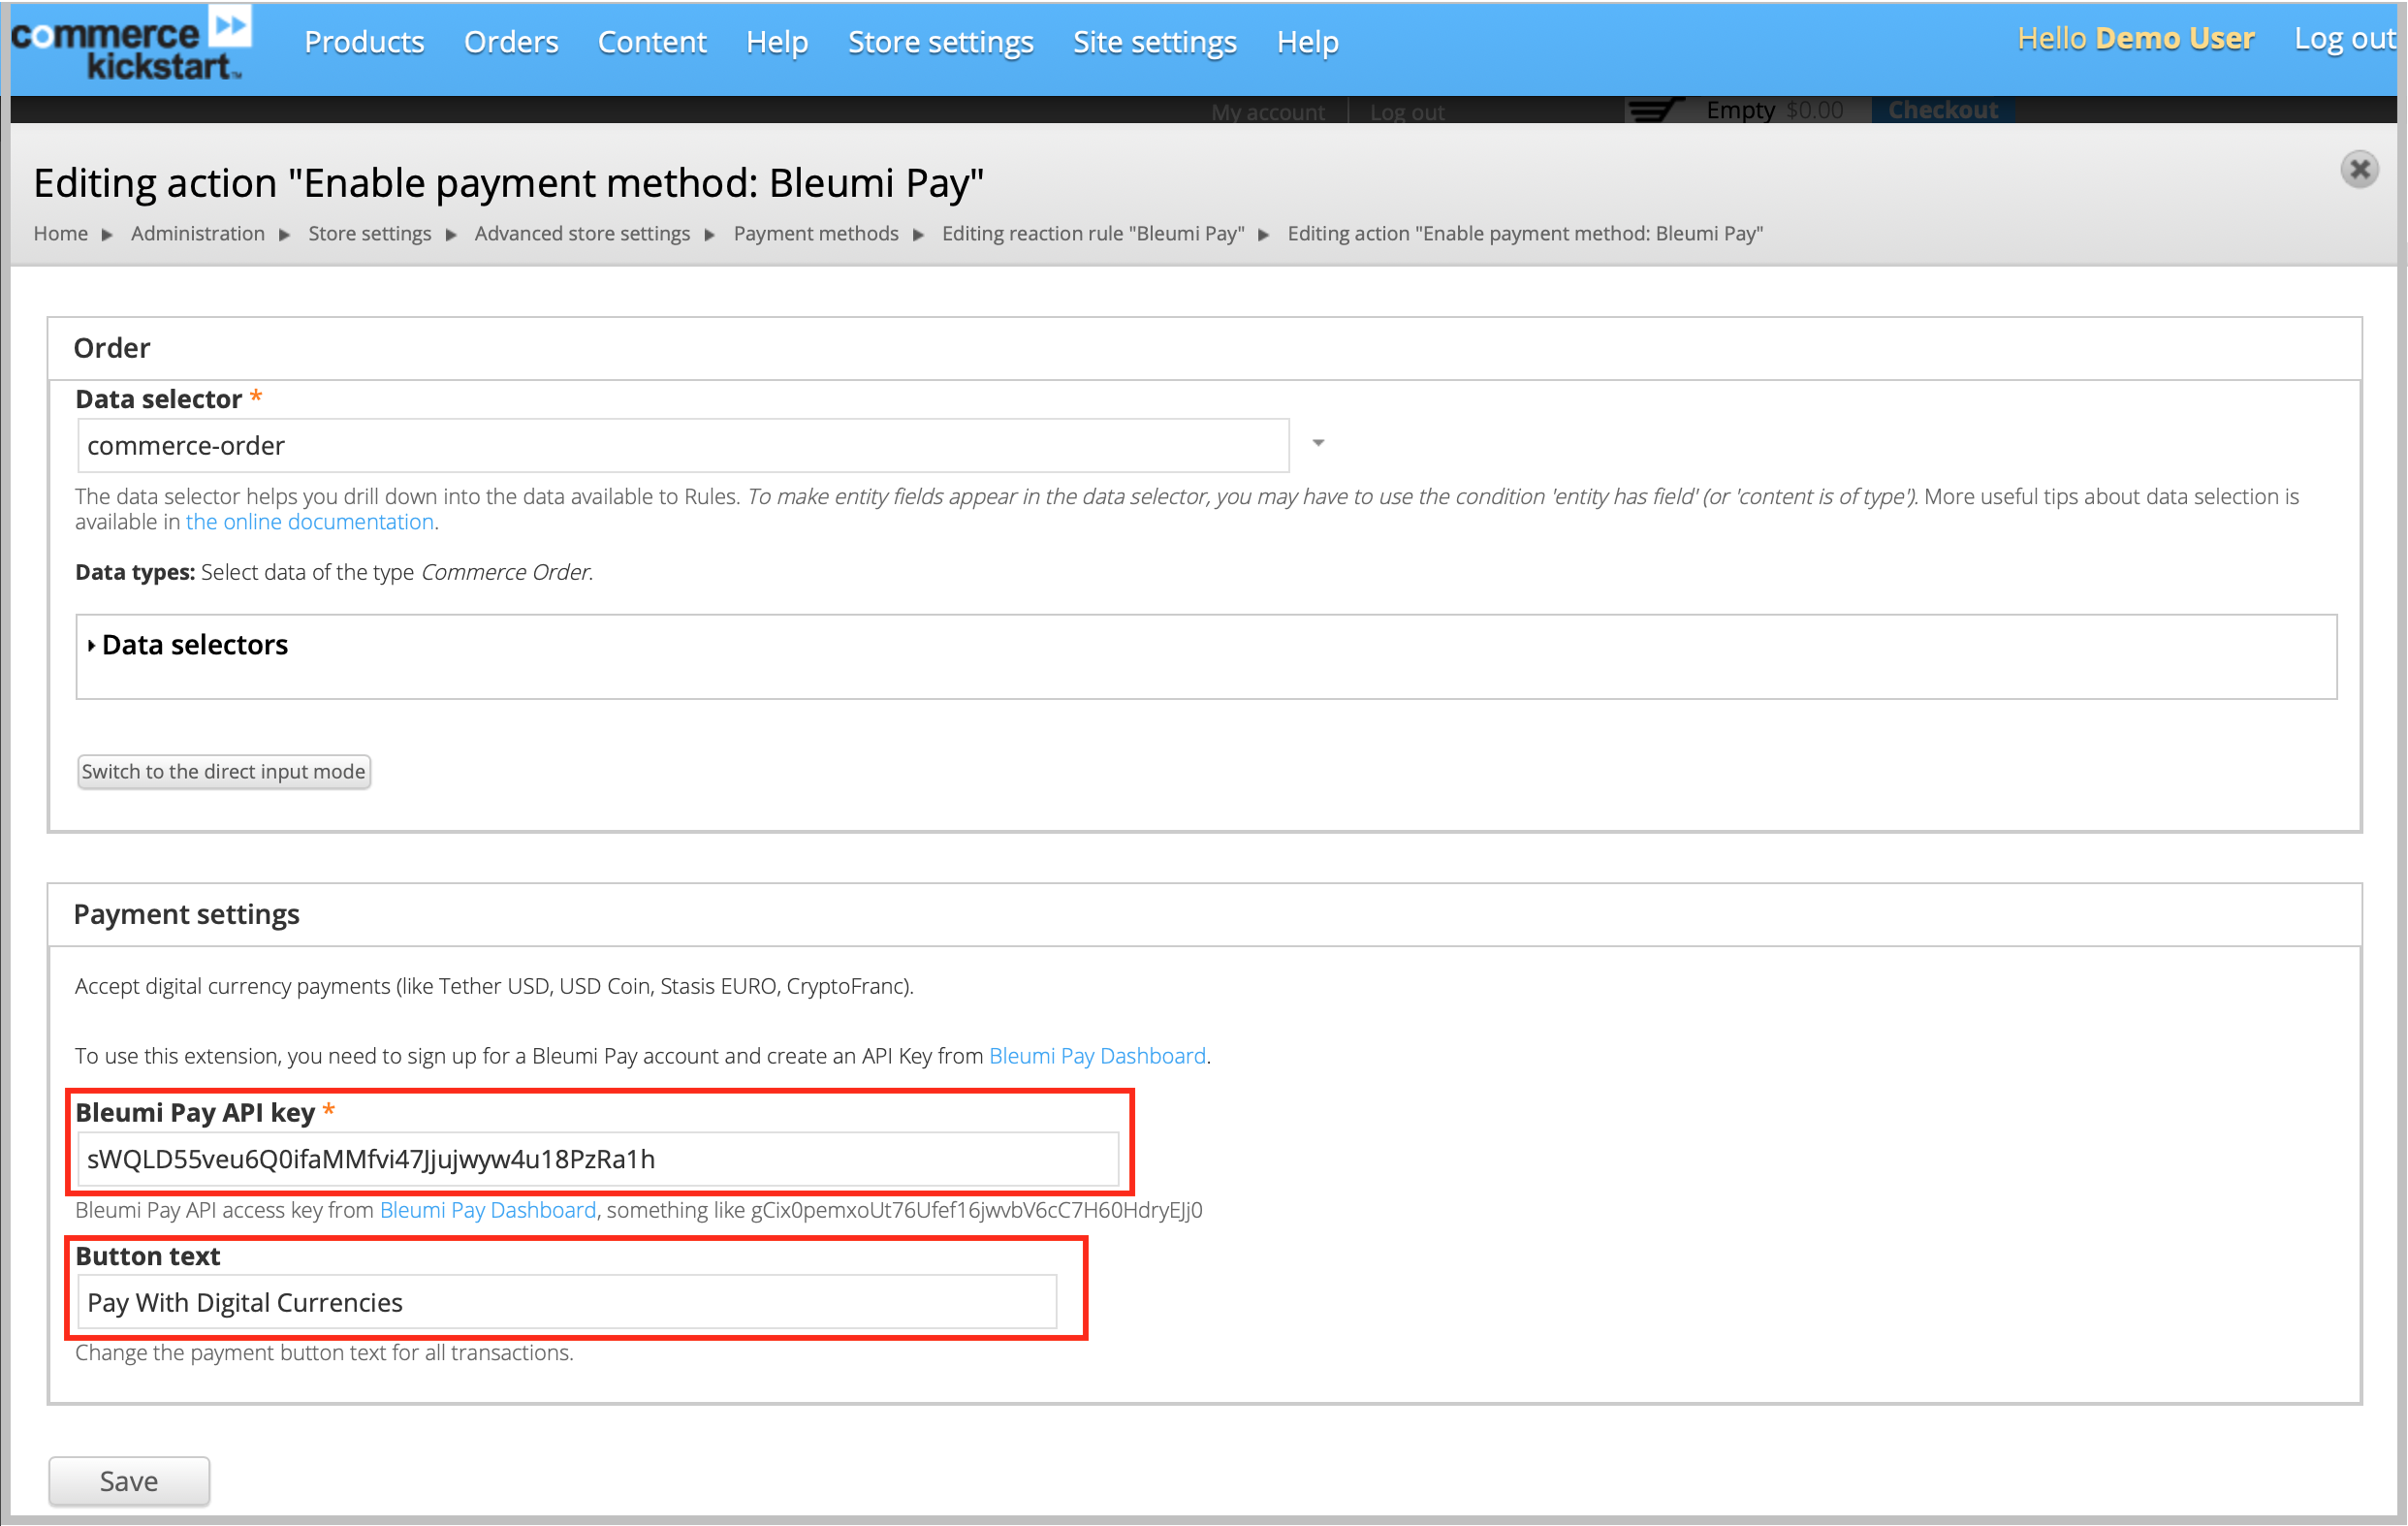 commerce
kickstart™
Products Orders Content Help Store settings Site settings Help
Hello Demo User Log out
My account Log out Empty $0.00 Checkout
Editing action "Enable payment method: Bleumi Pay"
Home ▶ Administration ▶ Store settings ▶ Advanced store settings ▶ Payment methods ▶ Editing reaction rule "Bleumi Pay" ▶ Editing action "Enable payment method: Bleumi Pay"
Order
Data selector *
commerce-order
The data selector helps you drill down into the data available to Rules. To make entity fields appear in the data selector, you may have to use the condition 'entity has field' (or 'content is of type'). More useful tips about data selection is
available in the online documentation.
Data types: Select data of the type Commerce Order.
Data selectors
Switch to the direct input mode
Payment settings
Accept digital currency payments (like Tether USD, USD Coin, Stasis EURO, CryptoFranc).
To use this extension, you need to sign up for a Bleumi Pay account and create an API Key from Bleumi Pay Dashboard.
Bleumi Pay API key *
sWQLD55veu6Q0ifaMMfvi47Jjujwyw4u18PzRa1h
Bleumi Pay API access key from Bleumi Pay Dashboard, something like gCix0pemxoUt76Ufef16jwvbV6cC7H60HdryEJj0
Button text
Pay With Digital Currencies
Change the payment button text for all transactions.
Save